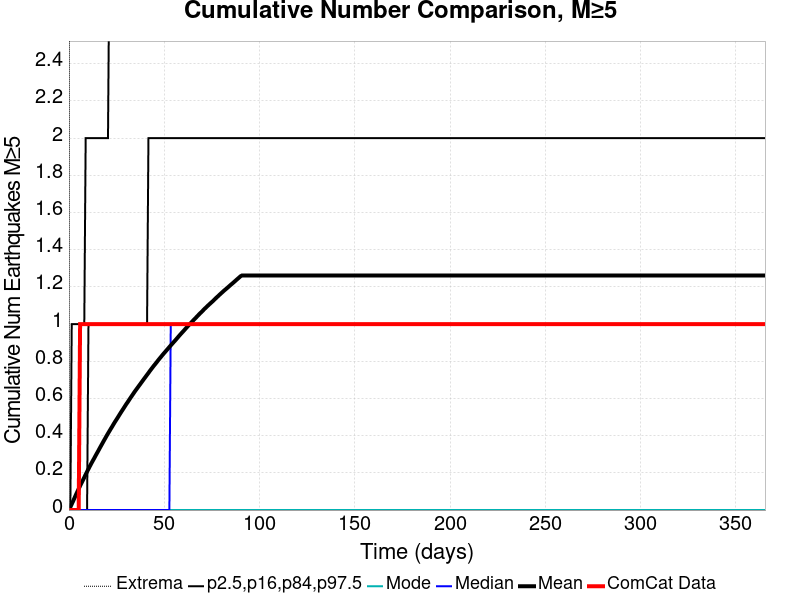 Cumulative Number Comparison, M≥5
Cumulative Num Earthquakes M≥5
2.4
2.2
2
1.8
1.6
1.4
1.2
1
0.8
0.6
0.4
0.2
0
0 50 100 150 200 250 300 350
Time (days)
Extrema p2.5,p16,p84,p97.5 Mode Median Mean ComCat Data